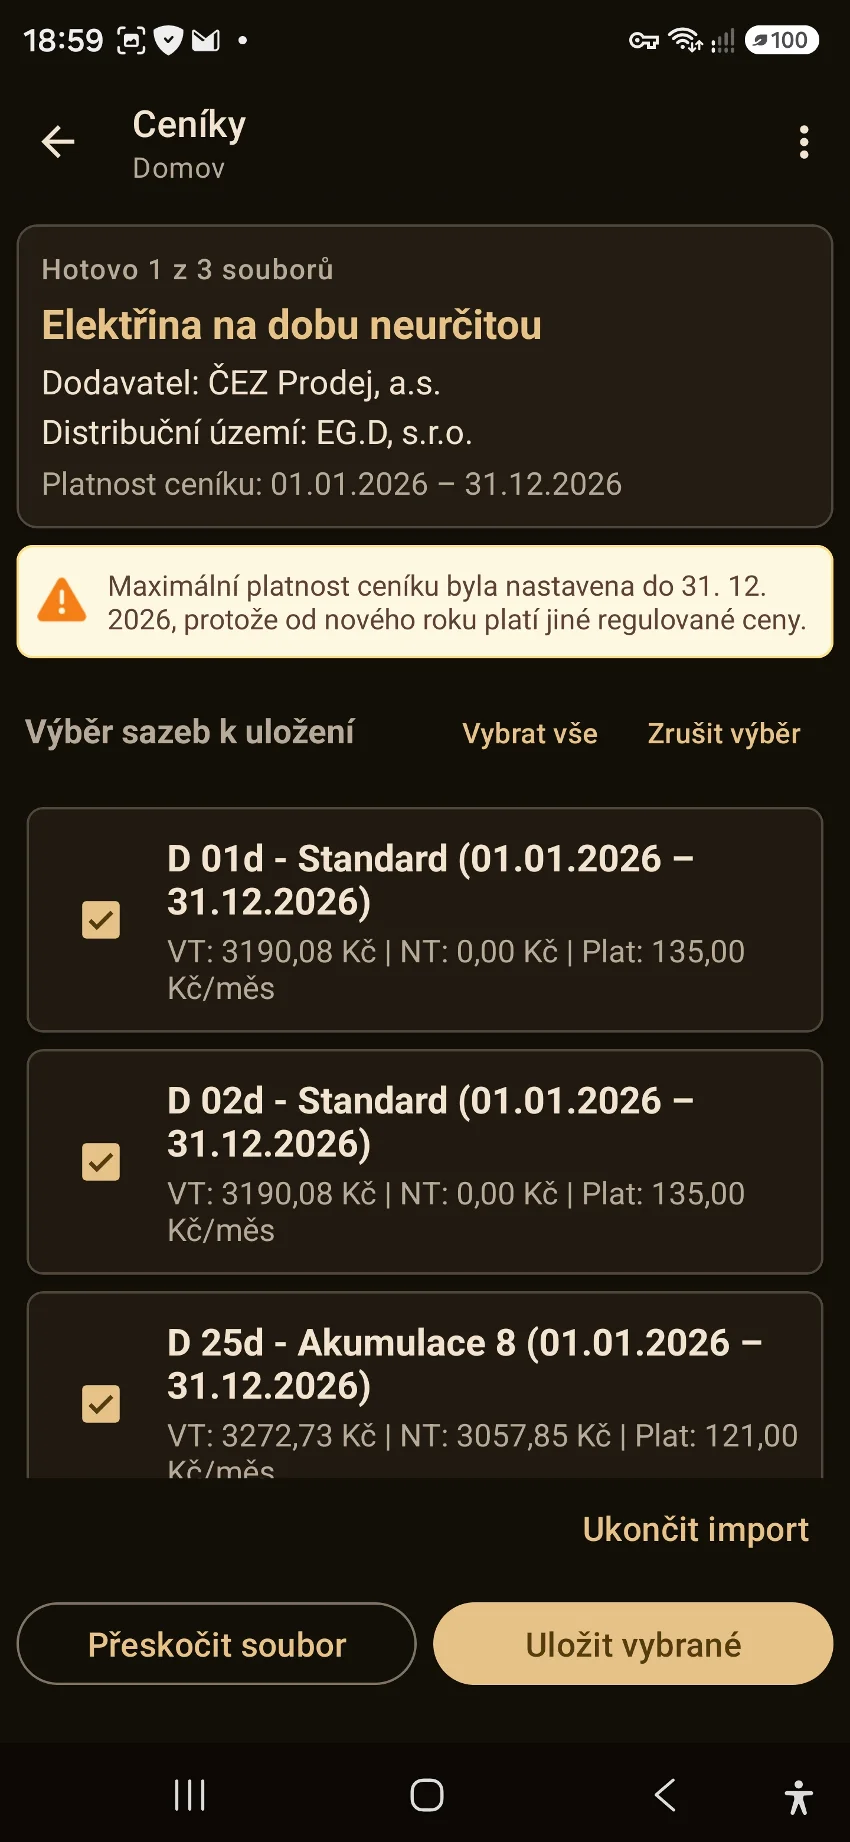 18:59
100
Ceníky
Domov
Hotovo 1 z 3 souborů
Elektřina na dobu neurčitou
Dodavatel: ČEZ Prodej, a.s.
Distribuční území: EG.D, s.r.o.
Platnost ceníku: 01.01.2026 – 31.12.2026
Maximální platnost ceníku byla nastavena do 31. 12.
2026, protože od nového roku platí jiné regulované ceny.
Výběr sazeb k uložení
Vybrat vše
Zrušit výběr
D 01d - Standard (01.01.2026 –
31.12.2026)
VT: 3190,08 Kč | NT: 0,00 Kč | Plat: 135,00
Kč/měs
D 02d - Standard (01.01.2026 –
31.12.2026)
VT: 3190,08 Kč | NT: 0,00 Kč | Plat: 135,00
Kč/měs
D 25d - Akumulace 8 (01.01.2026 –
31.12.2026)
VT: 3272,73 Kč | NT: 3057,85 Kč | Plat: 121,00
Kč/měs
Ukončit import
Přeskočit soubor
Uložit vybrané